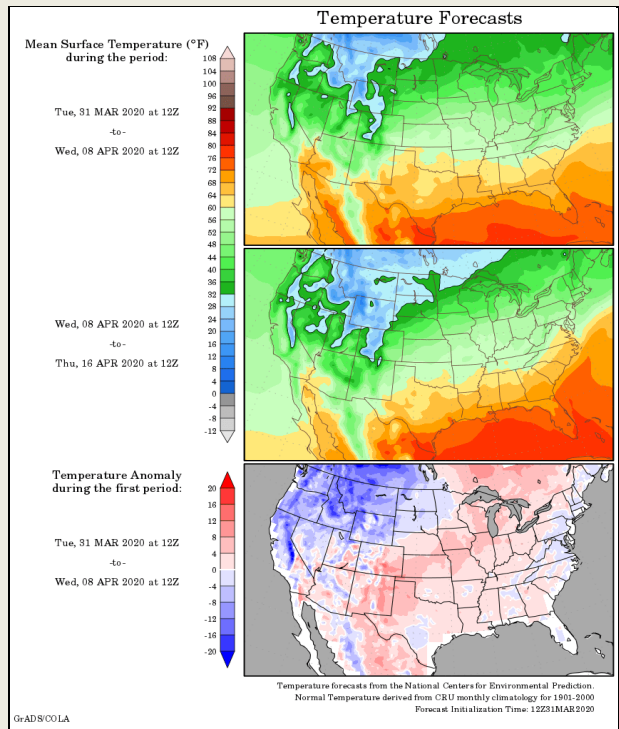 Temperature Forecasts
Mean Surface Temperature (°F)
during the period:
Tue, 31 MAR 2020 at 12Z
-to-
Wed, 08 APR 2020 at 12Z
108
104
100
96
92
88
84
80
76
72
68
64
60
56
52
48
44
40
36
32
28
24
20
16
12
8
4
0
-4
-8
-12
Wed, 08 APR 2020 at 12Z
-to-
Thu, 16 APR 2020 at 12Z
Temperature Anomaly
during the first period:
Tue, 31 MAR 2020 at 12Z
-to-
Wed, 08 APR 2020 at 12Z
20
16
12
8
4
0
-4
-8
-12
-16
-20
Temperature forecasts from the National Centers for Environmental Prediction.
Normal Temperature derived from CRU monthly climatology for 1901-2000
Forecast Initialization Time: 12Z31MAR2020
GrADS/COLA